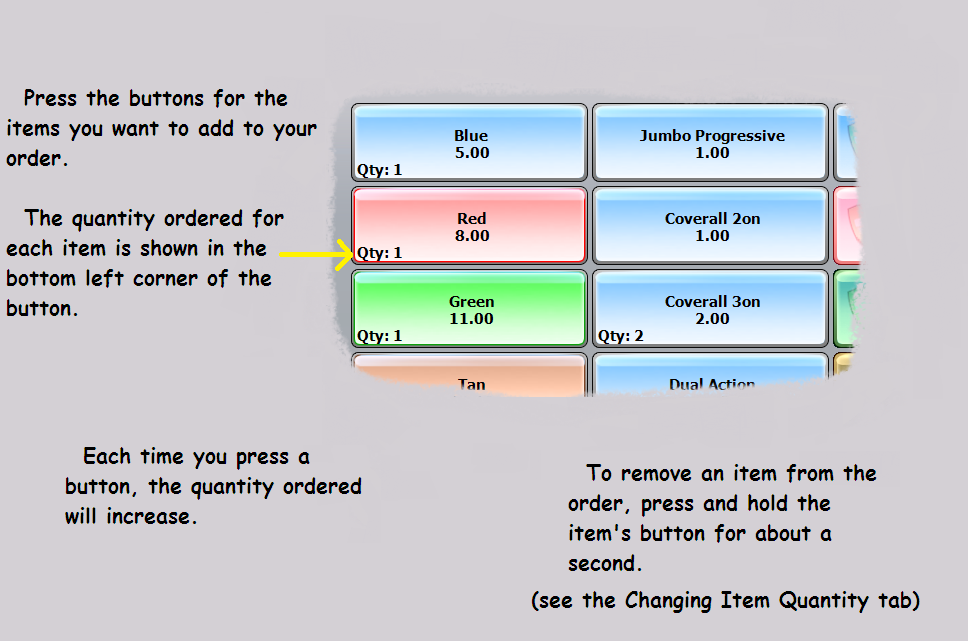 Press the buttons for the
items you want to add to your
order.
The quantity ordered for
each item is shown in the
bottom left corner of the
button.
Blue
5.00
Qty: 1
Jumbo Progressive
1.00
Red
8.00
Qty: 1
Coverall 2on
1.00
Green
11.00
Qty: 1
Coverall 3on
2.00
Qty: 2
Tan
Dual Action
Each time you press a
button, the quantity ordered
will increase.
To remove an item from the
order, press and hold the
item's button for about a
second.
(see the Changing Item Quantity tab)